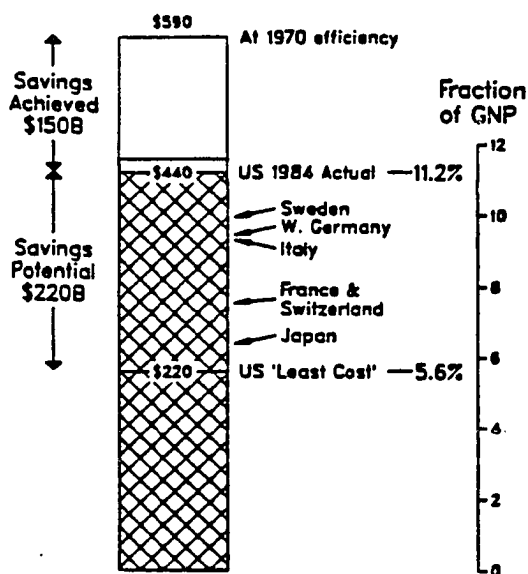 $590
At 1970 efficiency
Savings
Achieved
$150B
Fraction
of GNP
12
$440
US 1984 Actual
11.2%
Sweden
W. Germany
Italy
10
Savings
Potential
$220B
France &
Switzerland
8
Japan
6
$220
US 'Least Cost'
5.6%
4
2
0